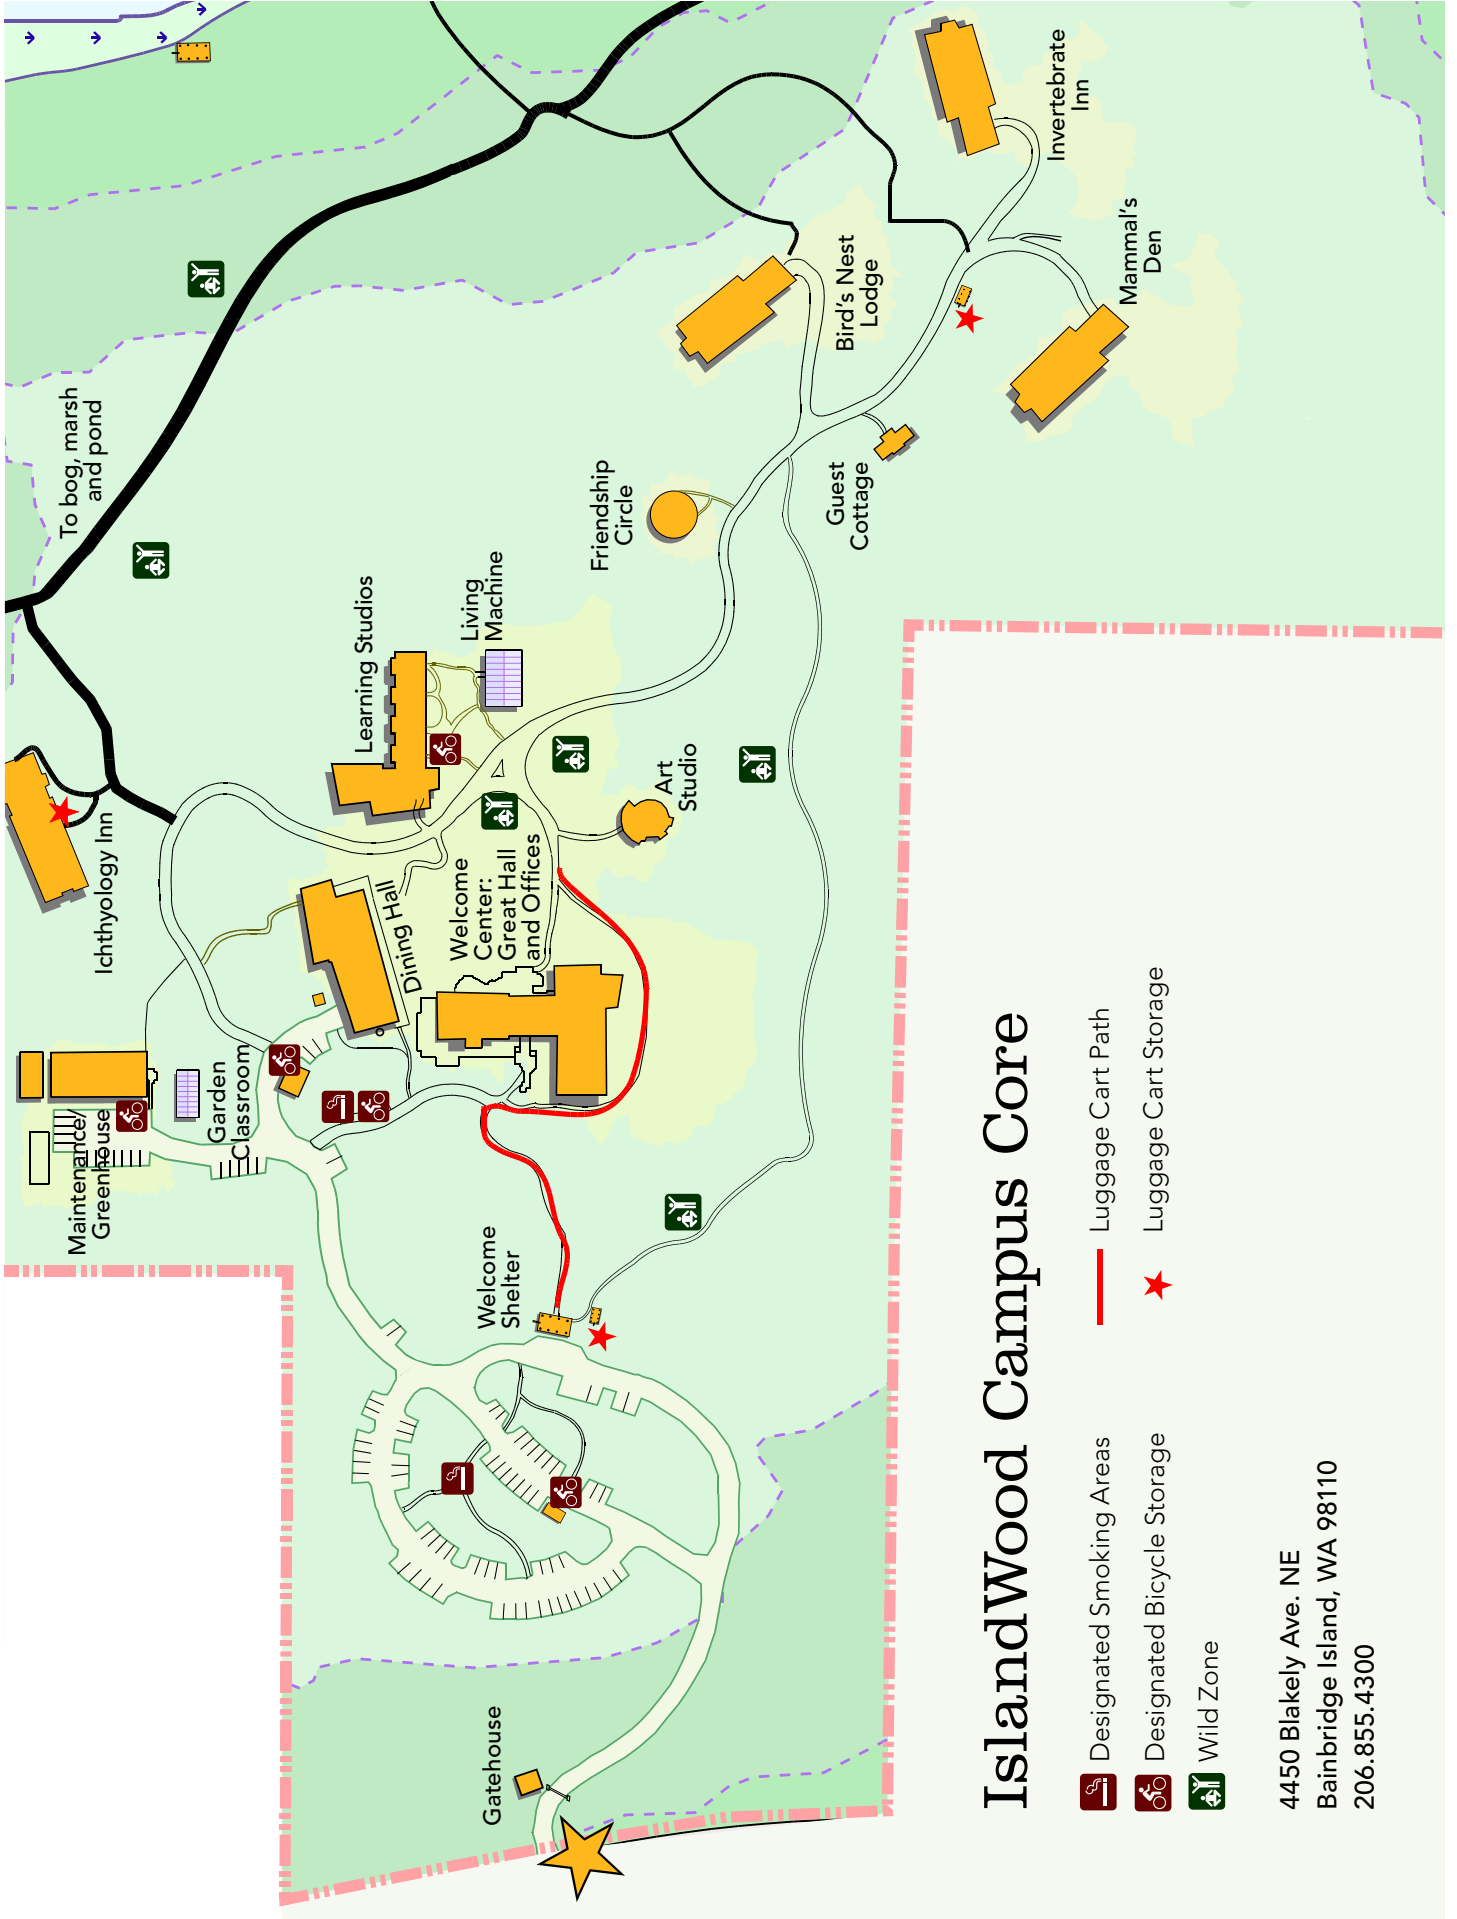 To bog, marsh
and pond
Ichthyology Inn
Maintenance/
Greenhouse
Garden
Classroom
Dining Hall
Learning Studios
Living
Machine
Welcome
Center:
Great Hall
and Offices
Welcome
Shelter
Gatehouse
Art
Studio
Friendship
Circle
Bird's Nest
Lodge
Guest
Cottage
Invertebrate
Inn
Mammal's
Den
IslandWood Campus Core
Designated Smoking Areas
Designated Bicycle Storage
Wild Zone
Luggage Cart Path
Luggage Cart Storage
4450 Blakely Ave. NE
Bainbridge Island, WA 98110
206.855.4300